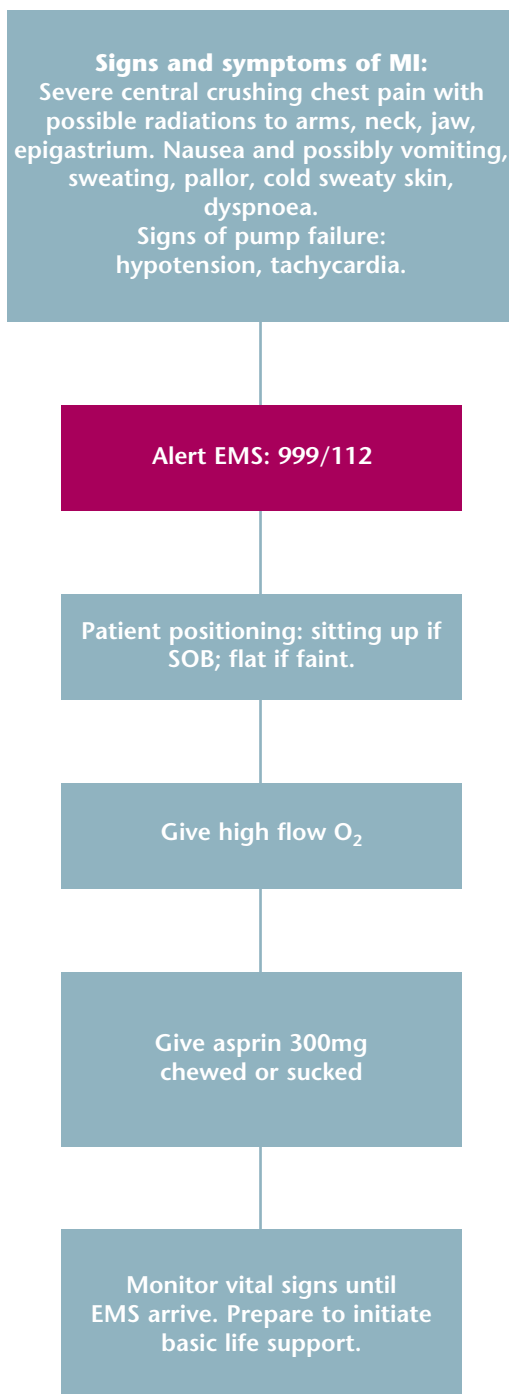 Signs and symptoms of MI:
Severe central crushing chest pain with
possible radiations to arms, neck, jaw,
epigastrium. Nausea and possibly vomiting,
sweating, pallor, cold sweaty skin,
dyspnoea.
Signs of pump failure:
hypotension, tachycardia.
Alert EMS: 999/112
Patient positioning: sitting up if
SOB; flat if faint.
Give high flow O₂
Give asprin 300mg
chewed or sucked
Monitor vital signs until
EMS arrive. Prepare to initiate
basic life support.